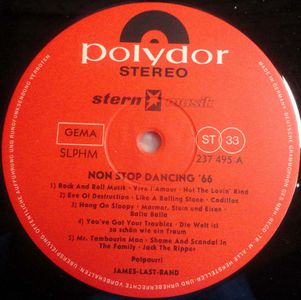 polydor
STEREO
stern musik
GEMA
SLPHM
ST 33
237 495 A
NON STOP DANCING '66
1) Rock And Roll Musik - Vive L'Amour - Not The Lovin' Kind
2) Eve Of Destruction - Like A Rolling Stone - Cadillac
3) Hang On Sloopy - Marmor, Stein und Eisen -
Balla Balla
4) You've Got Your Troubles - Die Welt ist
so schön wie ein Traum
5) Mr. Tambourin Man - Shame And Scandal In
The Family - Jack The Ripper
Potpourri
JAMES-LAST-BAND